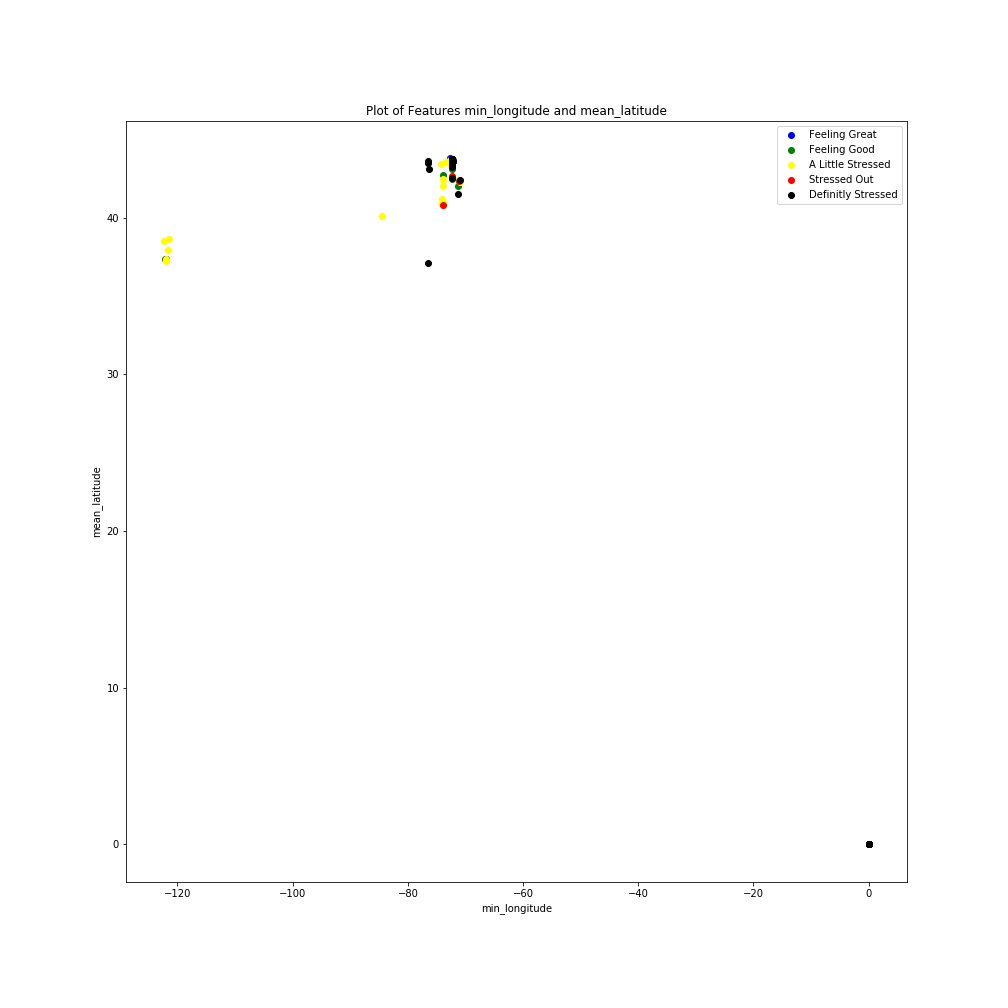 Plot of Features min_longitude and mean_latitude
Feeling Great
Feeling Good
A Little Stressed
Stressed Out
Definitly Stressed
mean_latitude
40
30
20
10
0
−120
−100
−80
−60
−40
−20
0
min_longitude